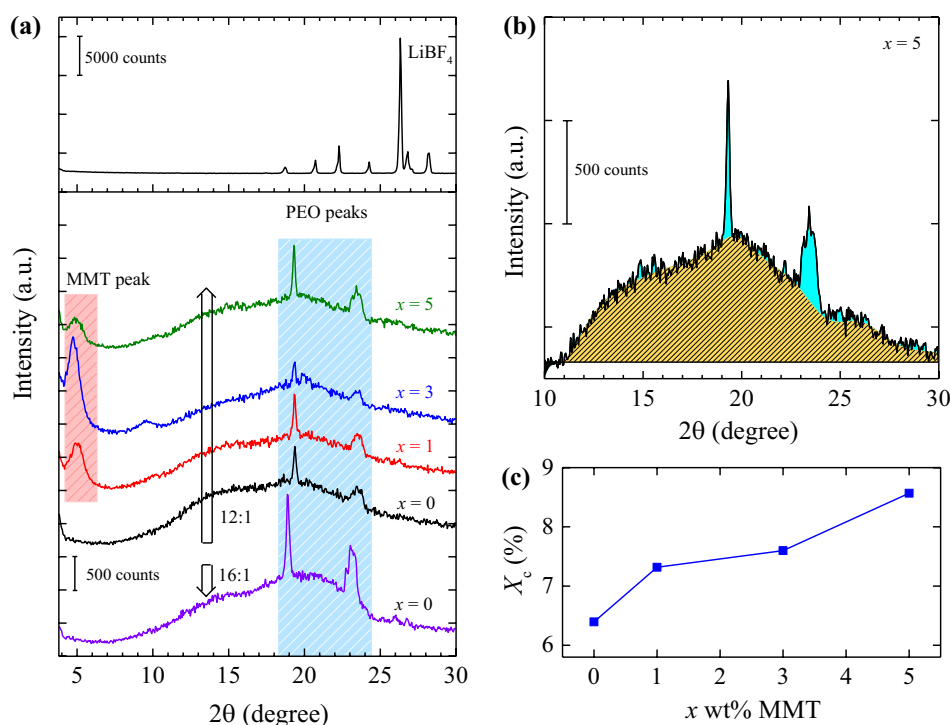 (a)
5000 counts
LiBF4
PEO peaks
MMT peak
x = 5
x = 3
x = 1
x = 0
12:1
16:1
500 counts
x = 0
Intensity (a.u.)
5 10 15 20 25 30
2θ (degree)
(b)
x = 5
500 counts
Intensity (a.u.)
10 15 20 25 30
2θ (degree)
(c)
9
8
7
6
Xc (%)
0 1 2 3 4 5
x wt% MMT